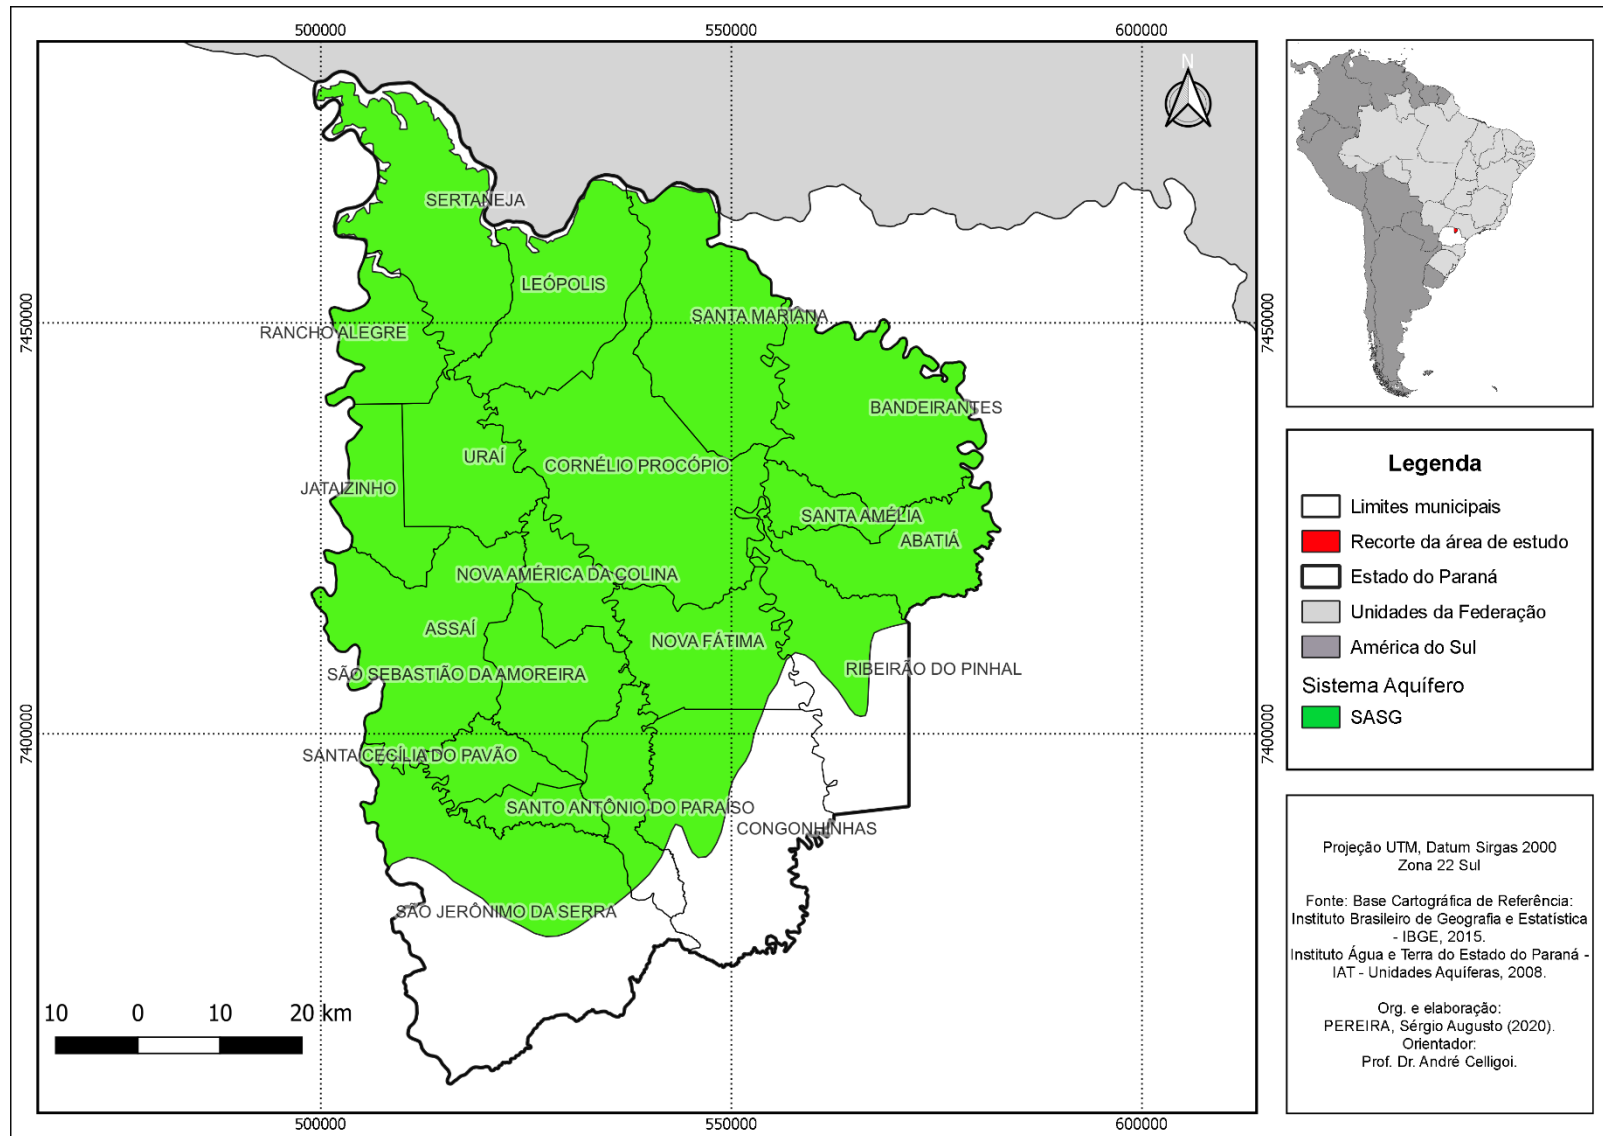 500000
550000
600000
N
SERTANEJA
LEÓPOLIS
SANTA MARIANA
RANCHO ALEGRE
7450000
7450000
BANDEIRANTES
URAÍ
CORNÉLIO PROCÓPIO
JATAIZINHO
SANTA AMÉLIA
ABATIÁ
NOVA AMÉRICA DA COLINA
ASSAÍ
NOVA FÁTIMA
RIBEIRÃO DO PINHAL
SÃO SEBASTIÃO DA AMOREIRA
7400000
7400000
SANTA CECÍLIA DO PAVÃO
SANTO ANTÔNIO DO PARAÍSO
CONGONHINHAS
SÃO JERÔNIMO DA SERRA
10 0 10 20 km
500000
550000
600000
Legenda
Limites municipais
Recorte da área de estudo
Estado do Paraná
Unidades da Federação
América do Sul
Sistema Aquífero
SASG
Projeção UTM, Datum Sirgas 2000
Zona 22 Sul
Fonte: Base Cartográfica de Referência:
Instituto Brasileiro de Geografia e Estatística
- IBGE, 2015.
Instituto Água e Terra do Estado do Paraná -
IAT - Unidades Aquíferas, 2008.
Org. e elaboração:
PEREIRA, Sérgio Augusto (2020).
Orientador:
Prof. Dr. André Celligoi.